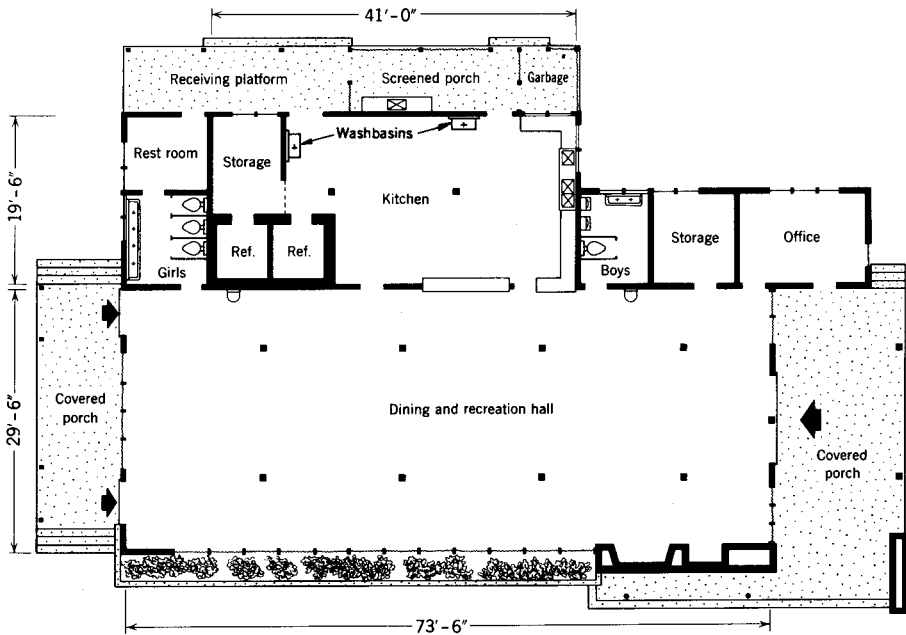 41'-0"
Receiving platform
Screened porch
Garbage
Washbasins
Rest room
Storage
Kitchen
19'-6"
Ref.
Ref.
Girls
Boys
Storage
Office
29'-6"
Covered
porch
Dining and recreation hall
Covered
porch
73'-6"